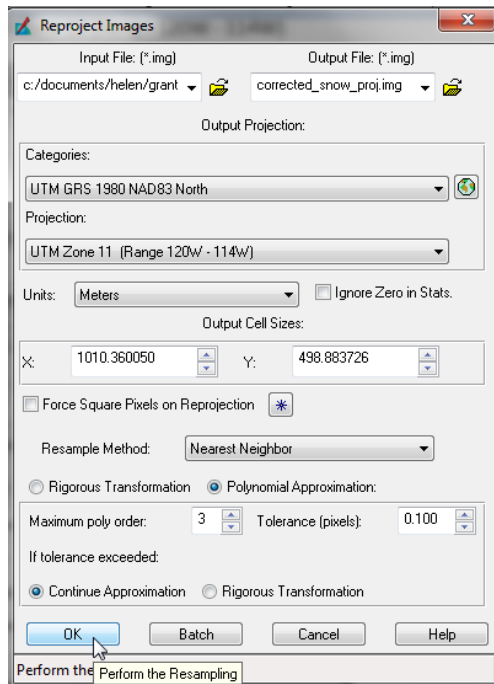 Reproject Images
Input File: (*.img) Output File: (*.img)
c:/documents/helen/grant corrected_snow_proj.img
Output Projection:
Categories:
UTM GRS 1980 NAD83 North
Projection:
UTM Zone 11 (Range 120W - 114W)
Units: Meters Ignore Zero in Stats.
Output Cell Sizes:
X: 1010.360050 Y: 498.883726
Force Square Pixels on Reprojection
Resample Method: Nearest Neighbor
Rigorous Transformation Polynomial Approximation:
Maximum poly order: 3 Tolerance (pixels): 0.100
If tolerance exceeded:
Continue Approximation Rigorous Transformation
OK Batch Cancel Help
Perform the Perform the Resampling